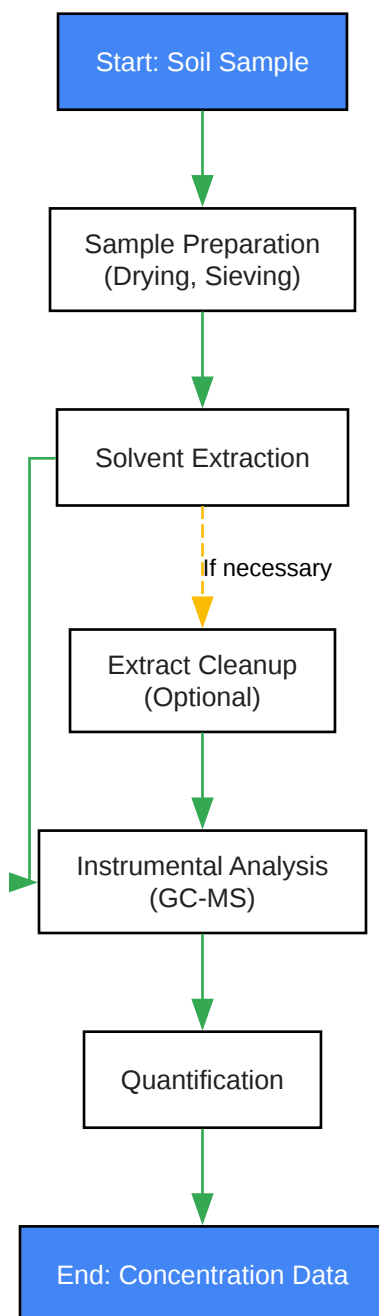 Start: Soil Sample
Sample Preparation
(Drying, Sieving)
Solvent Extraction
If necessary
Extract Cleanup
(Optional)
Instrumental Analysis
(GC-MS)
Quantification
End: Concentration Data